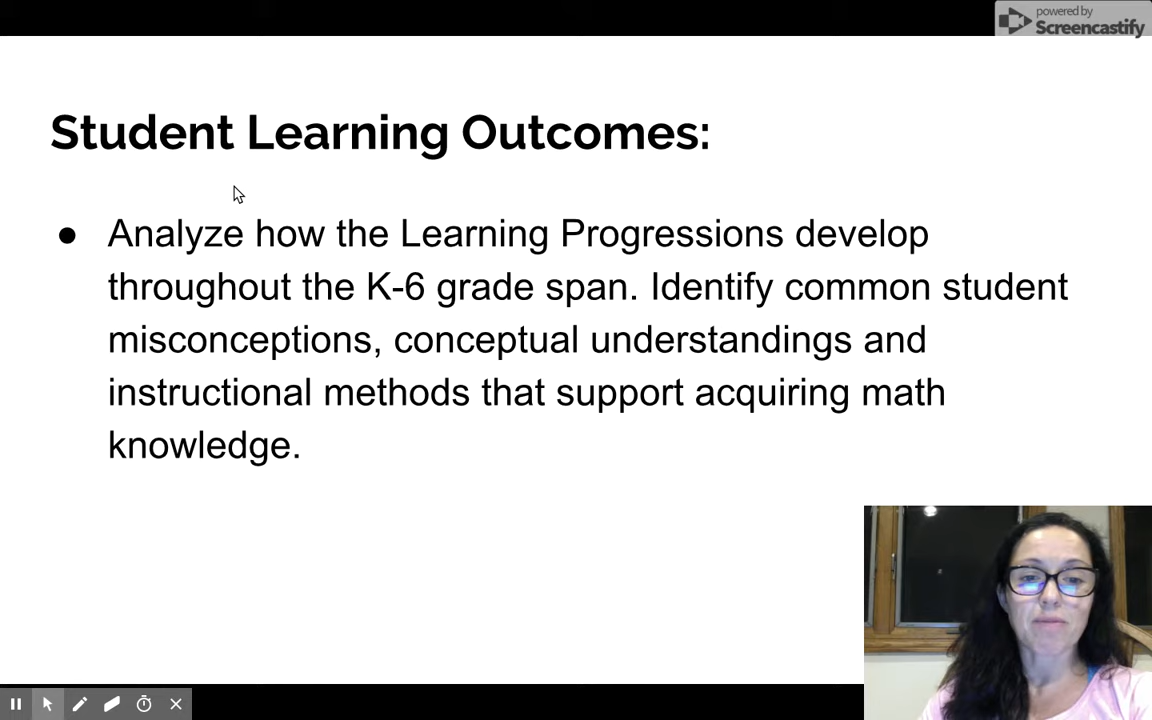 powered by
Screencastify
Student Learning Outcomes:
● Analyze how the Learning Progressions develop
throughout the K-6 grade span. Identify common student
misconceptions, conceptual understandings and
instructional methods that support acquiring math
knowledge.